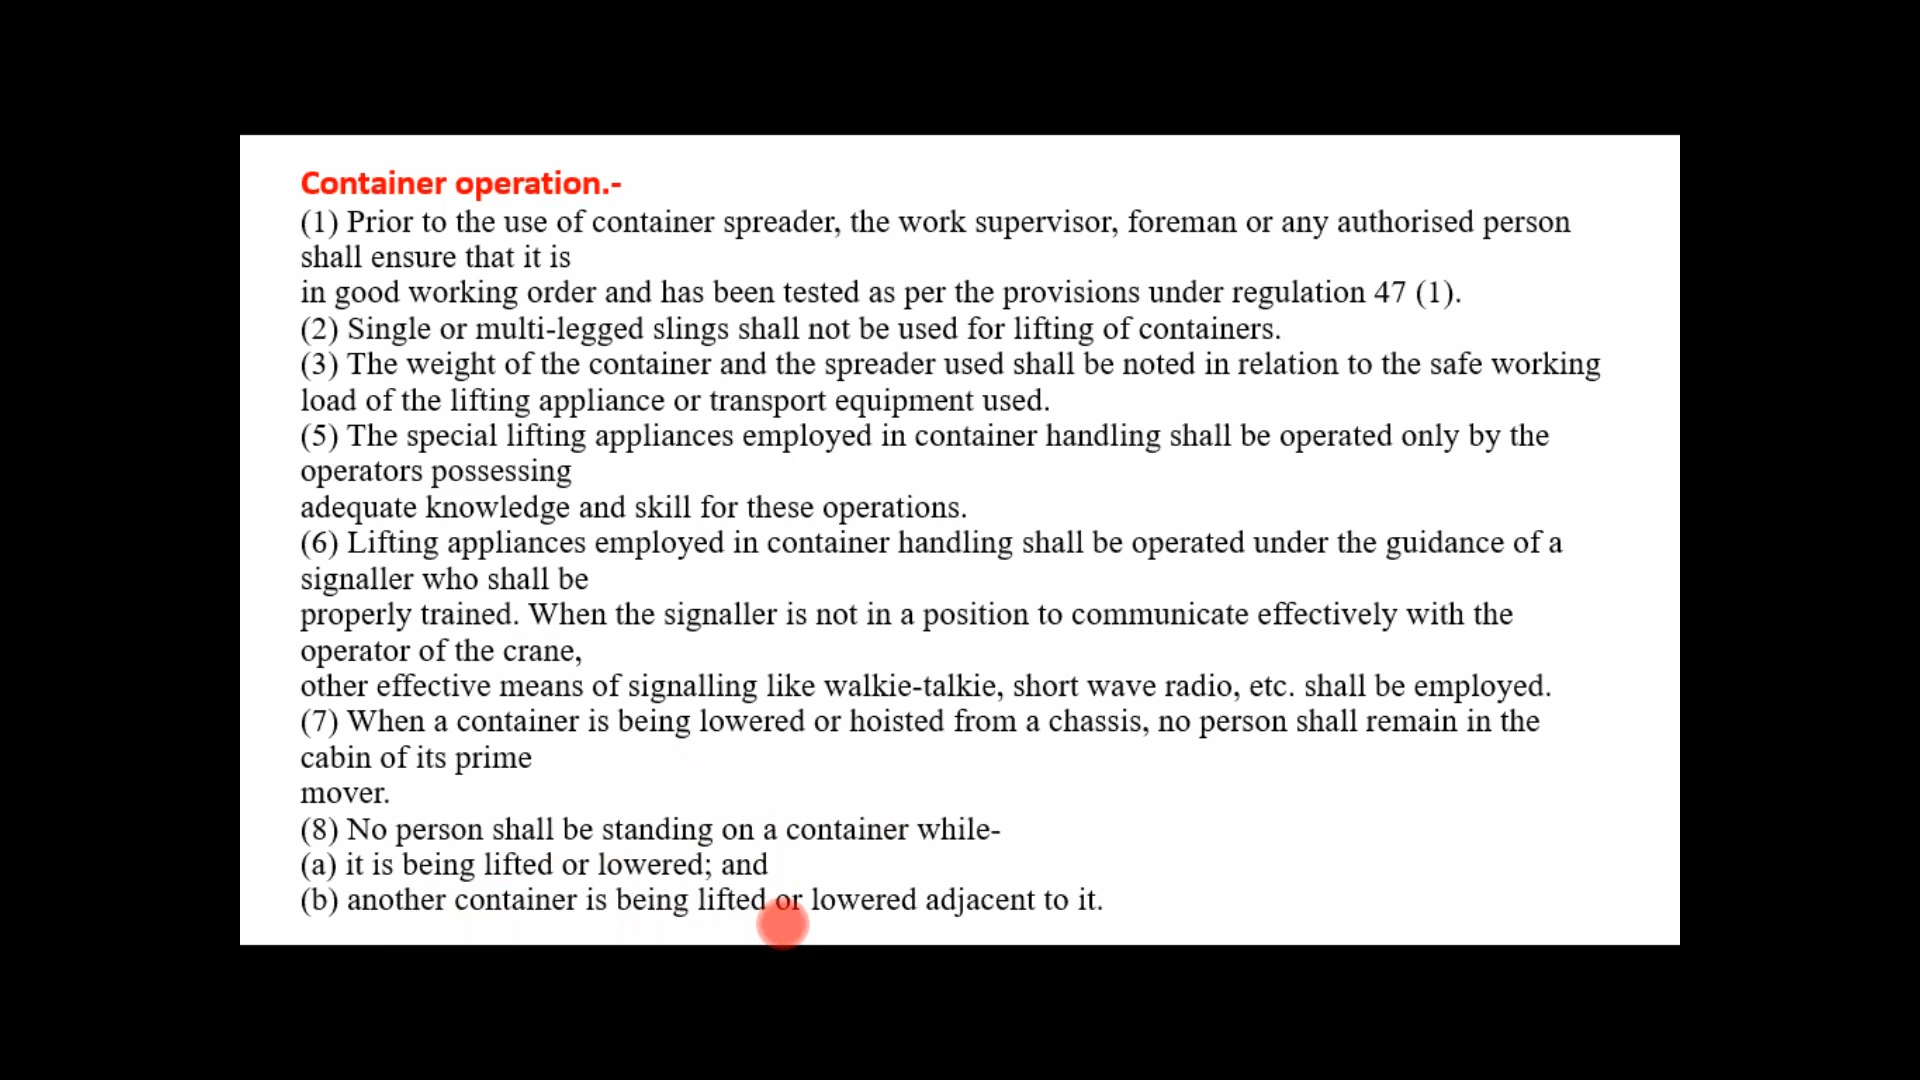 Container operation.-
(1) Prior to the use of container spreader, the work supervisor, foreman or any authorised person
shall ensure that it is
in good working order and has been tested as per the provisions under regulation 47 (1).
(2) Single or multi-legged slings shall not be used for lifting of containers.
(3) The weight of the container and the spreader used shall be noted in relation to the safe working
load of the lifting appliance or transport equipment used.
(5) The special lifting appliances employed in container handling shall be operated only by the
operators possessing
adequate knowledge and skill for these operations.
(6) Lifting appliances employed in container handling shall be operated under the guidance of a
signaller who shall be
properly trained. When the signaller is not in a position to communicate effectively with the
operator of the crane,
other effective means of signalling like walkie-talkie, short wave radio, etc. shall be employed.
(7) When a container is being lowered or hoisted from a chassis, no person shall remain in the
cabin of its prime
mover.
(8) No person shall be standing on a container while-
(a) it is being lifted or lowered; and
(b) another container is being lifted or lowered adjacent to it.